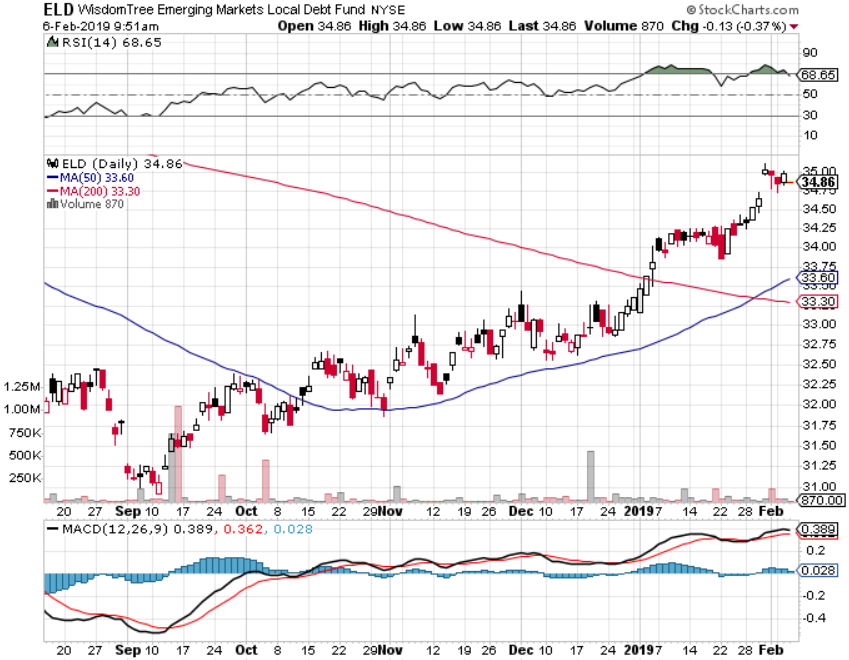 ELD WisdomTree Emerging Markets Local Debt Fund NYSE
© StockCharts.com
6-Feb-2019 9:51am
Open 34.86 High 34.86 Low 34.86 Last 34.86 Volume 870 Chg -0.13 (-0.37%)
RSI(14) 68.65
90
68.65
50
30
10
ELD (Daily) 34.86
MA(50) 33.60
MA(200) 33.30
Volume 870
35.00
34.86
34.75
34.50
34.25
34.00
33.75
33.60
33.50
33.30
33.00
32.75
32.50
32.25
32.00
31.75
31.50
31.25
31.00
870.00
1.25M
1.00M
750K
500K
250K
20 27 Sep 10 17 24 Oct 8 15 22 29 Nov 12 19 26 Dec 10 17 24 2019 7 14 22 28 Feb
MACD(12,26,9) 0.389, 0.362, 0.028
0.389
0.2
0.028
-0.2
-0.4
20 27 Sep 10 17 24 Oct 8 15 22 29 Nov 12 19 26 Dec 10 17 24 2019 7 14 22 28 Feb